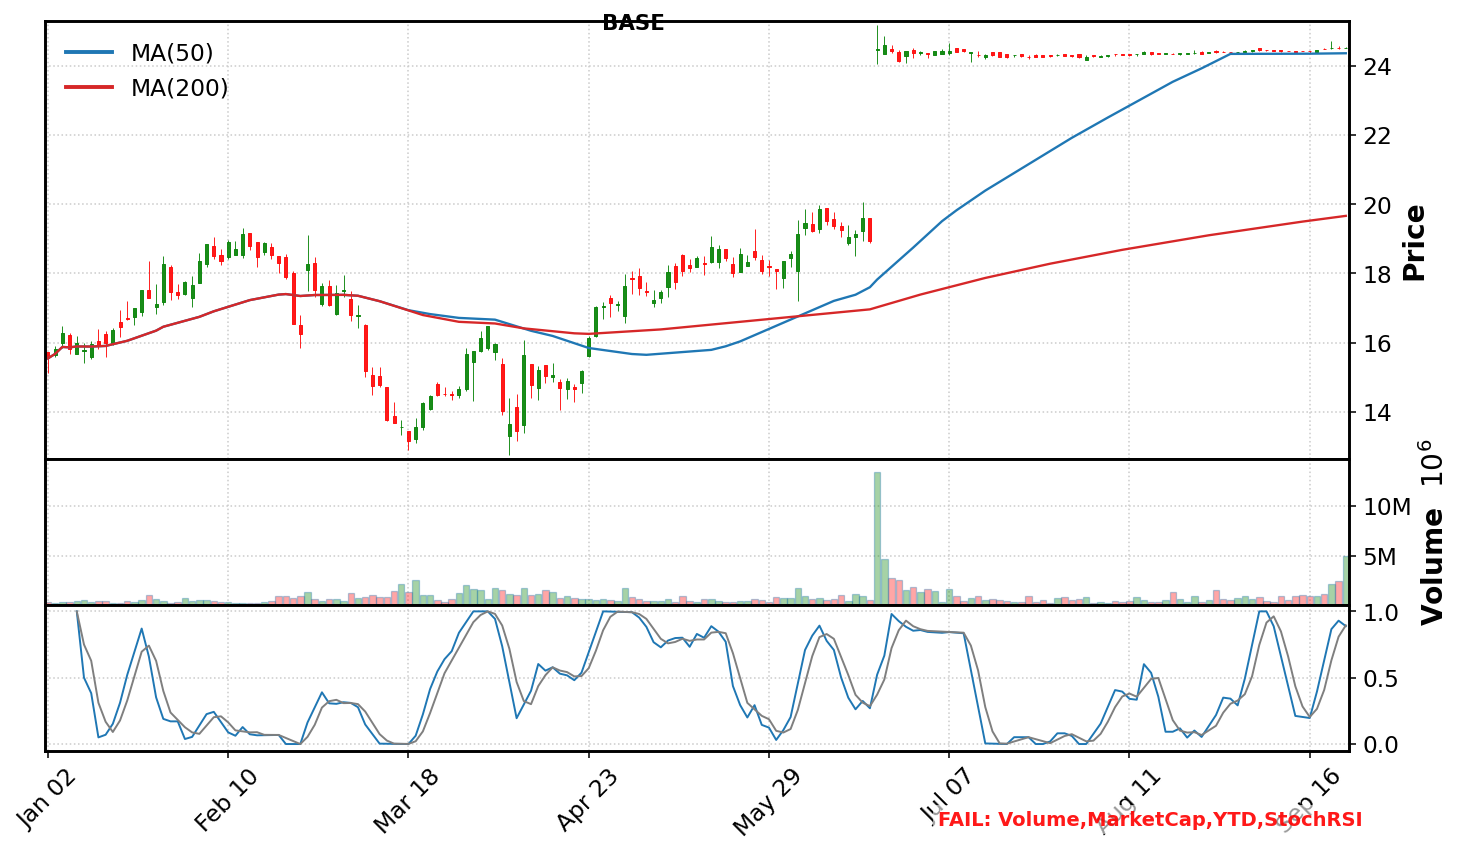 BASE
MA(50)
MA(200)
24
22
20
18
16
14
Price
10M
5M
Volume 10⁶
1.0
0.5
0.0
Jan 02
Feb 10
Mar 18
Apr 23
May 29
Jul 07
Aug 11
Sep 16
FAIL: Volume,MarketCap,YTD,StochRSI